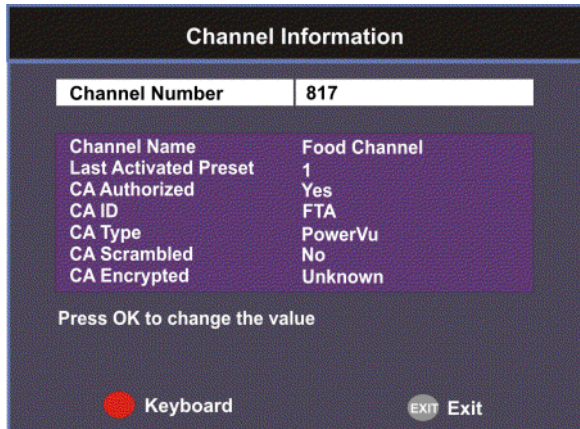 Channel Information
Channel Number 817
Channel Name Food Channel
Last Activated Preset 1
CA Authorized Yes
CA ID FTA
CA Type PowerVu
CA Scrambled No
CA Encrypted Unknown
Press OK to change the value
Keyboard EXIT Exit